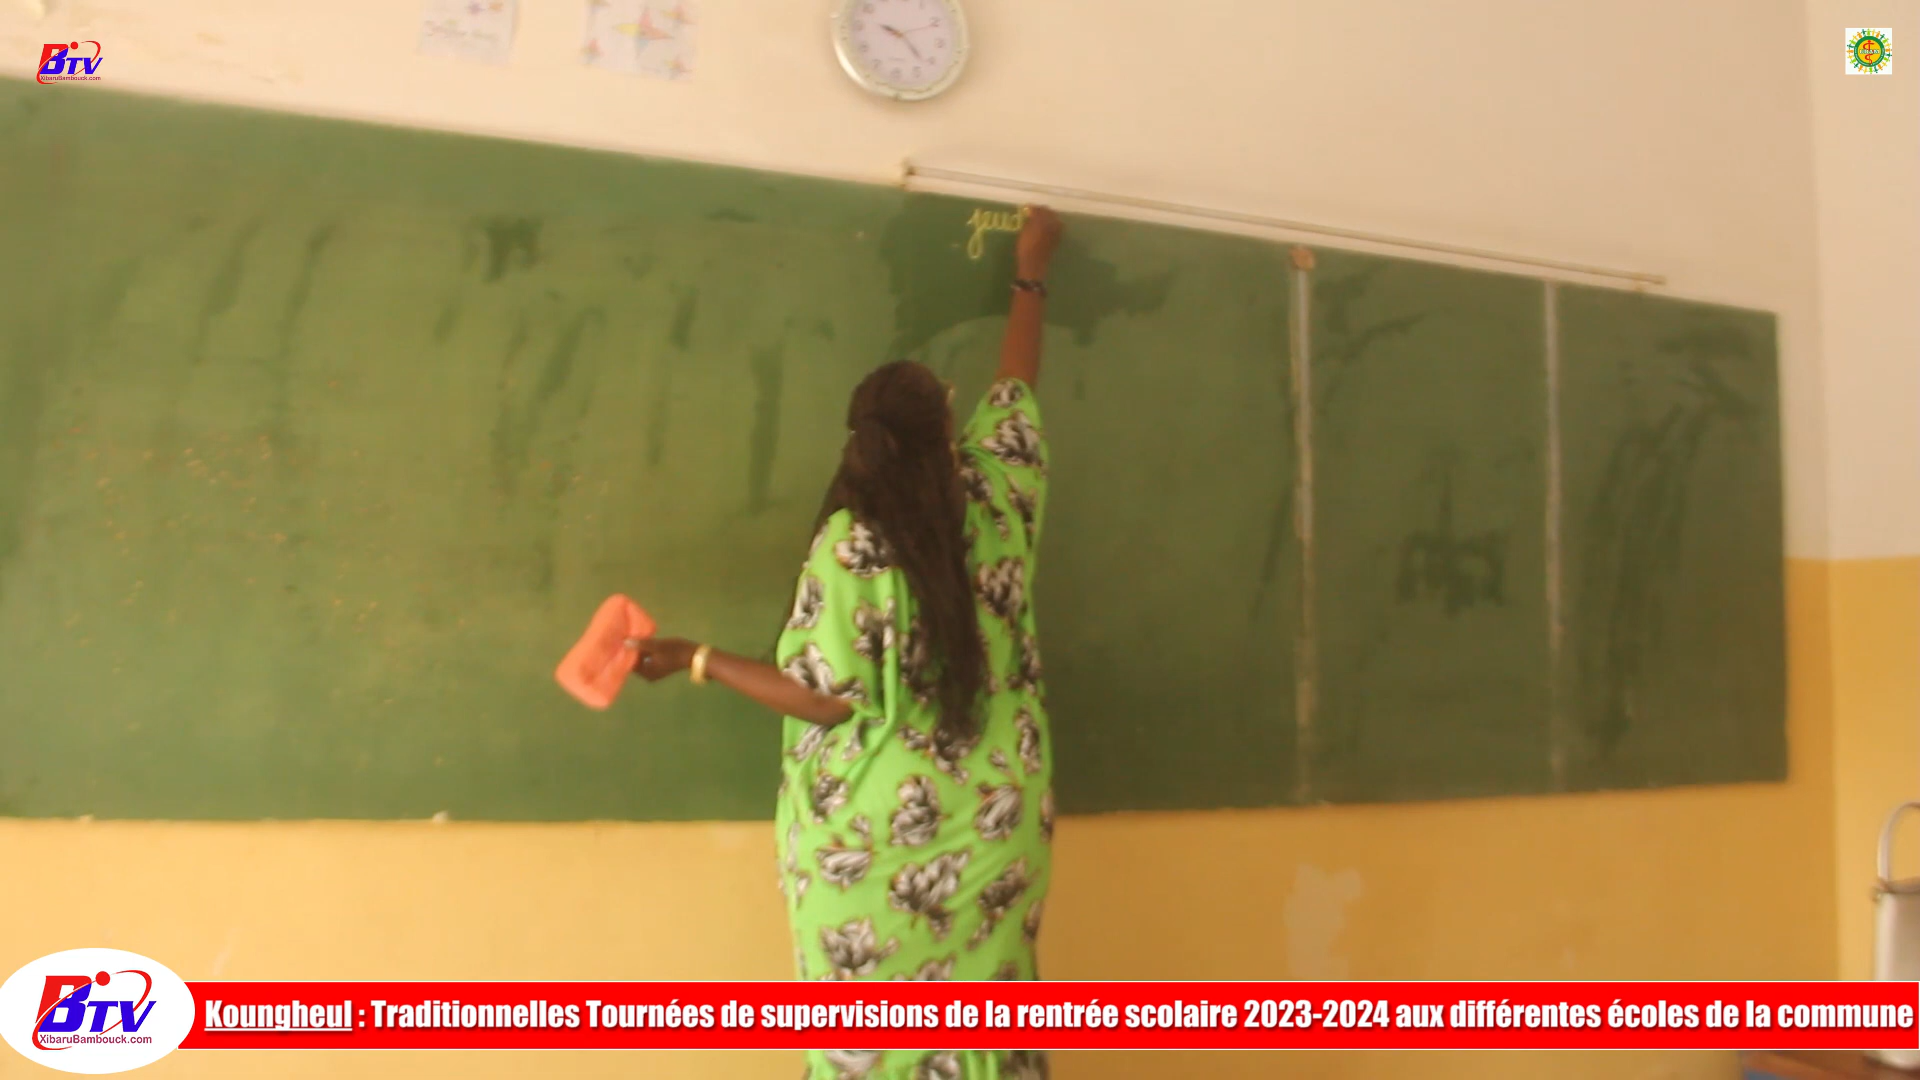 BTV
XibaruBambouck.com
jeud
BTV
XibaruBambouck.com
Koungheul : Traditionnelles Tournées de supervisions de la rentrée scolaire 2023-2024 aux différentes écoles de la commune